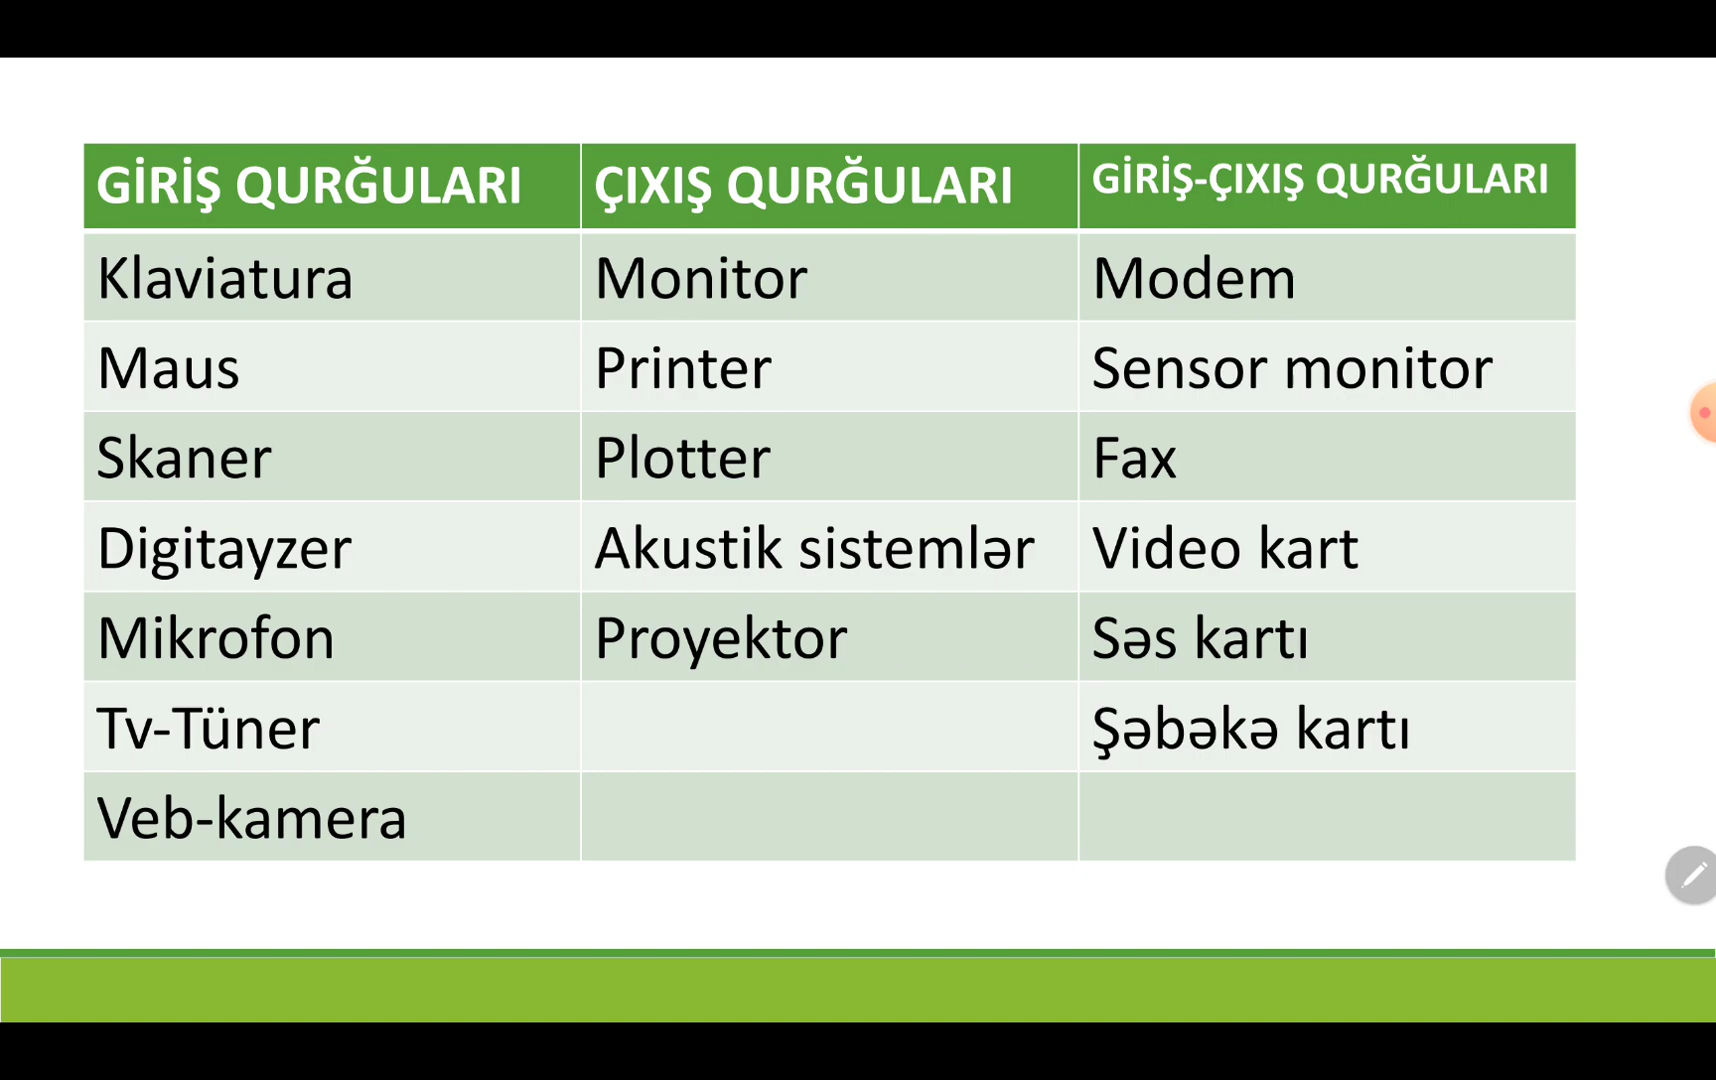 GİRİŞ QURĞULARI ÇIXIŞ QURĞULARI GİRİŞ-ÇIXIŞ QURĞULARI
Klaviatura Monitor Modem
Maus Printer Sensor monitor
Skaner Plotter Fax
Digitayzer Akustik sistemlər Video kart
Mikrofon Proyektor Səs kartı
Tv-Tüner Şəbəkə kartı
Veb-kamera